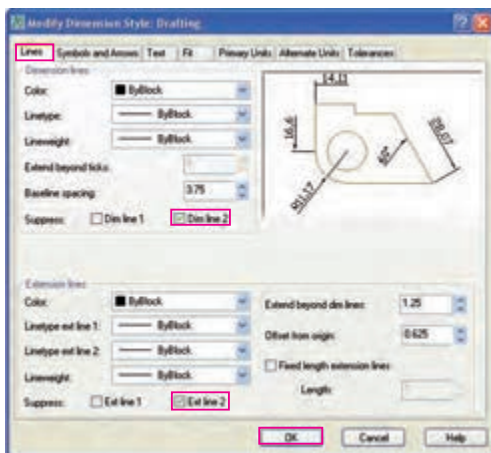 Modify Dimension Style: Drafting
Lines Symbols and Arrows Text Fit Primary Units Alternate Units Tolerances
Dimension lines
Color: ByBlock
Linetype: ByBlock
Lineweight: ByBlock
Extend beyond ticks:
Baseline spacing: 3.75
Suppress: Dim line 1 Dim line 2
14,11
16,6
60°
R11,17
Extension lines
Color: ByBlock
Linetype ext line 1: ByBlock
Linetype ext line 2: ByBlock
Lineweight: ByBlock
Suppress: Ext line 1 Ext line 2
Extend beyond dim lines: 1.25
Offset from origin: 0.625
Fixed length extension lines
Length:
OK Cancel Help